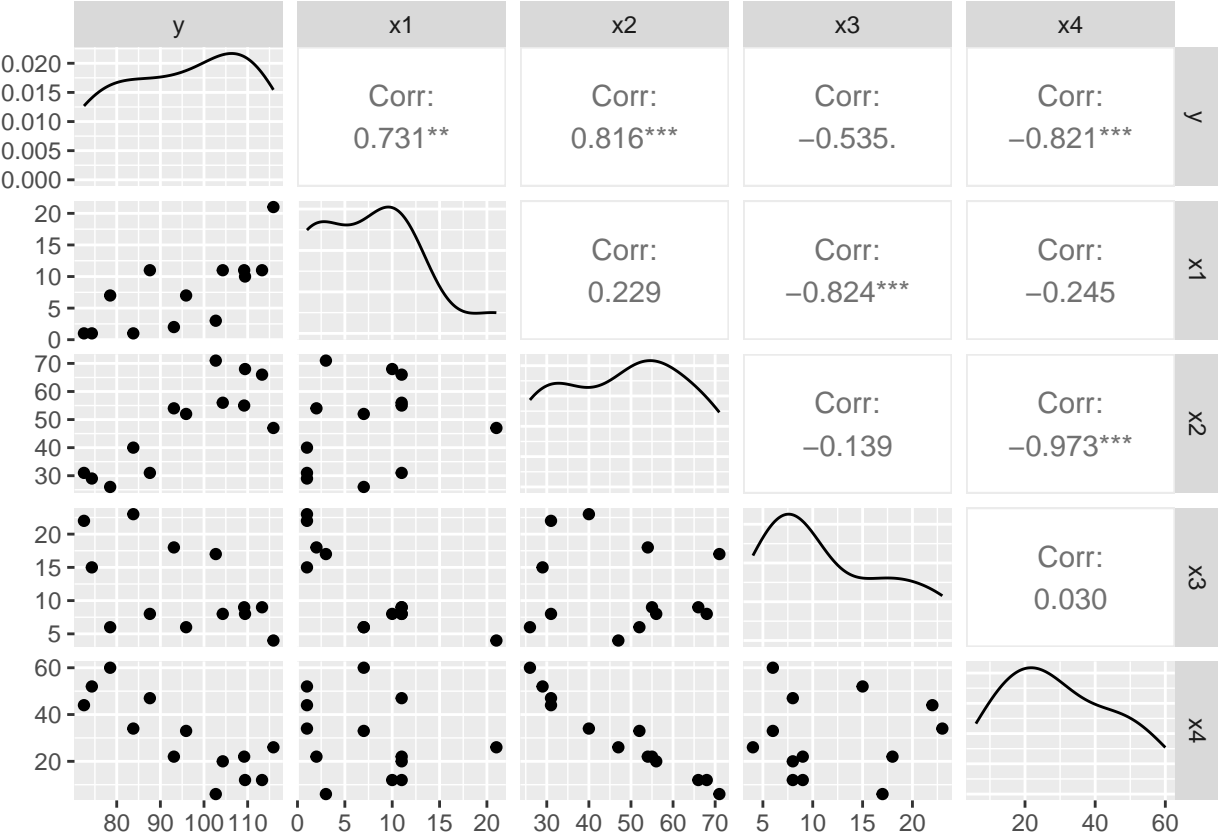 y x1 x2 x3 x4
0.020
0.015
0.010
0.005
0.000
Corr:
0.731**
Corr:
0.816***
Corr:
−0.535.
Corr:
−0.821***
y
20
15
10
5
0
Corr:
0.229
Corr:
−0.824***
Corr:
−0.245
x1
70
60
50
40
30
Corr:
−0.139
Corr:
−0.973***
x2
20
15
10
5
Corr:
0.030
x3
60
40
20
x4
80 90 100 110 0 5 10 15 20 30 40 50 60 70 5 10 15 20 20 40 60